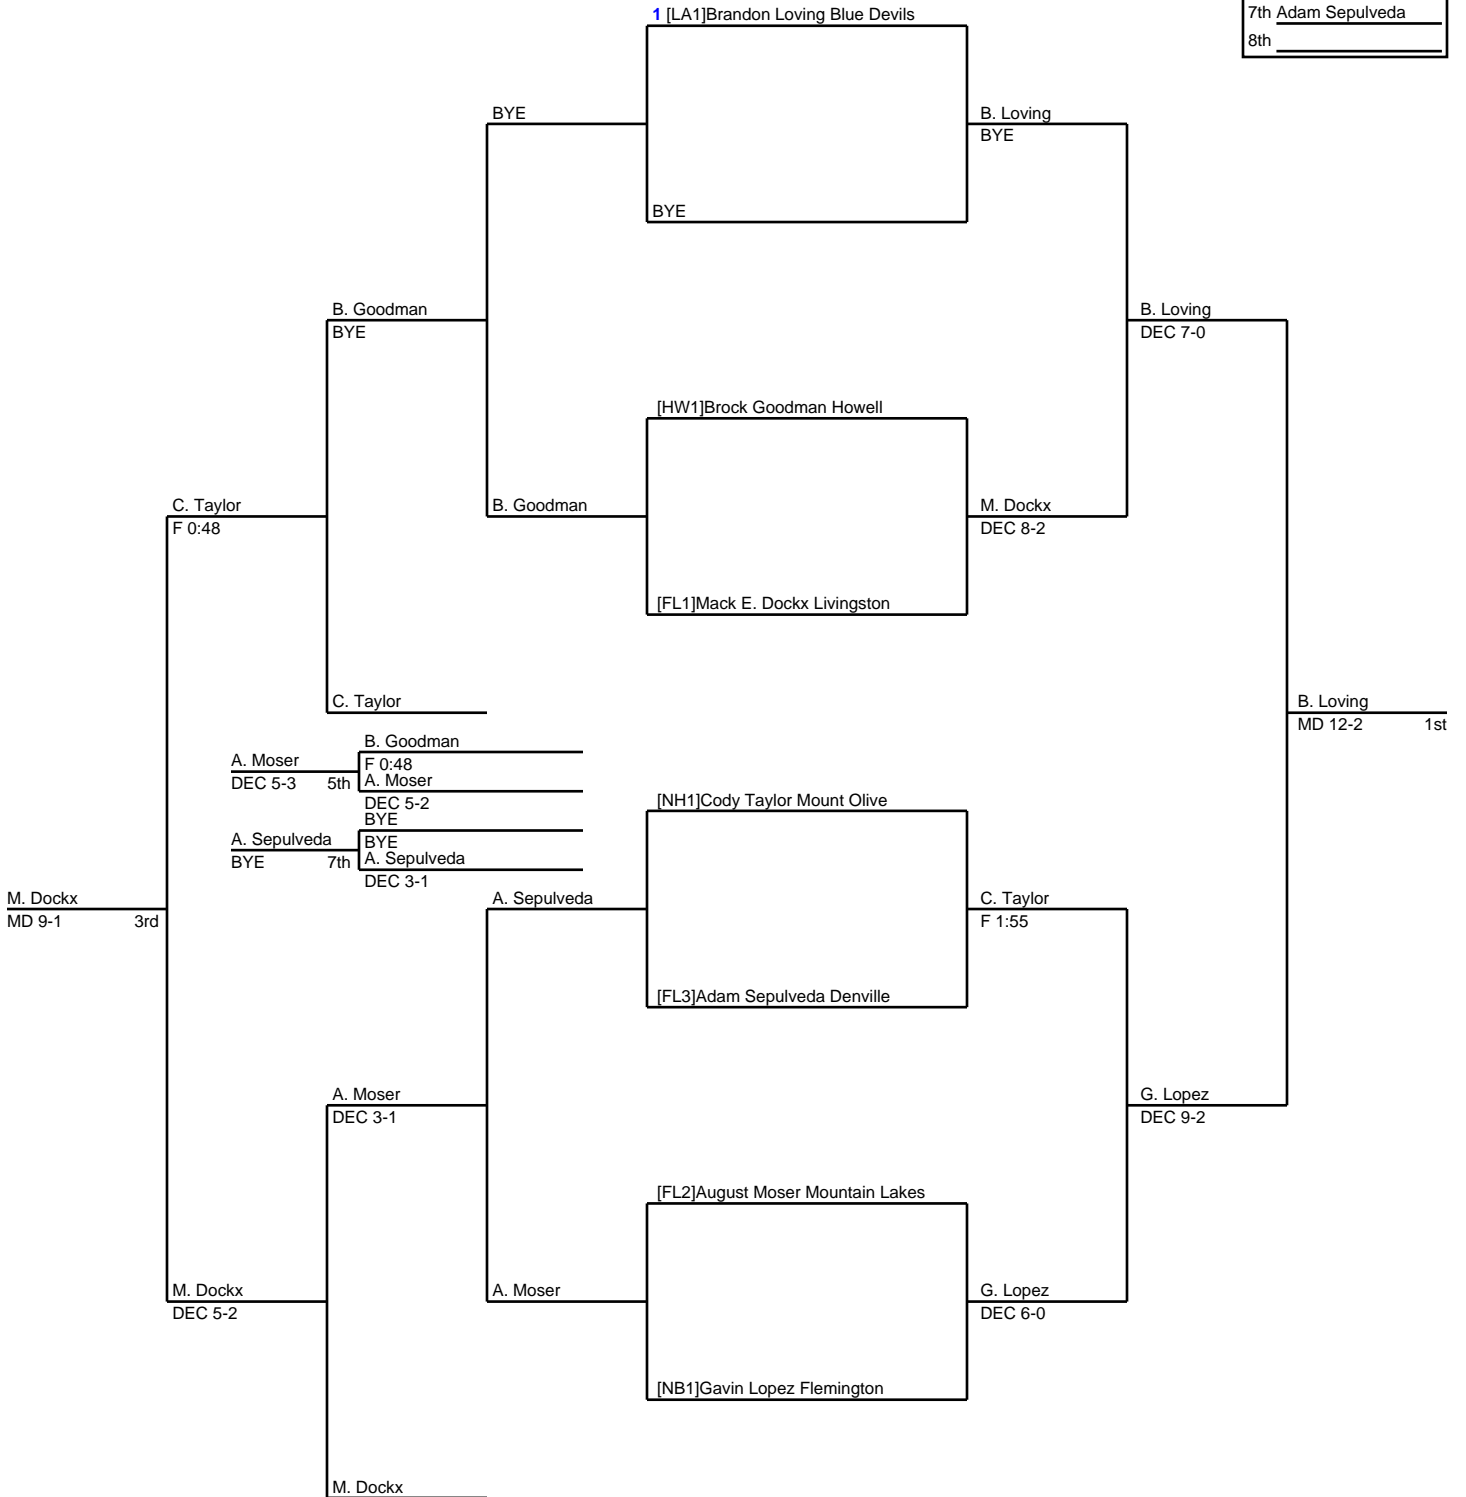 7th Adam Sepulveda
8th
1 [LA1]Brandon Loving Blue Devils
BYE
B. Loving
BYE
BYE
B. Goodman
BYE
B. Loving
DEC 7-0
[HW1]Brock Goodman Howell
C. Taylor
F 0:48
B. Goodman
M. Dockx
DEC 8-2
[FL1]Mack E. Dockx Livingston
C. Taylor
B. Loving
MD 12-2 1st
B. Goodman
F 0:48
A. Moser
DEC 5-3 5th
A. Moser
DEC 5-2
BYE
BYE
A. Sepulveda
BYE 7th
A. Sepulveda
DEC 3-1
[NH1]Cody Taylor Mount Olive
M. Dockx
MD 9-1 3rd
A. Sepulveda
C. Taylor
F 1:55
[FL3]Adam Sepulveda Denville
A. Moser
DEC 3-1
G. Lopez
DEC 9-2
[FL2]August Moser Mountain Lakes
M. Dockx
DEC 5-2
A. Moser
G. Lopez
DEC 6-0
[NB1]Gavin Lopez Flemington
M. Dockx